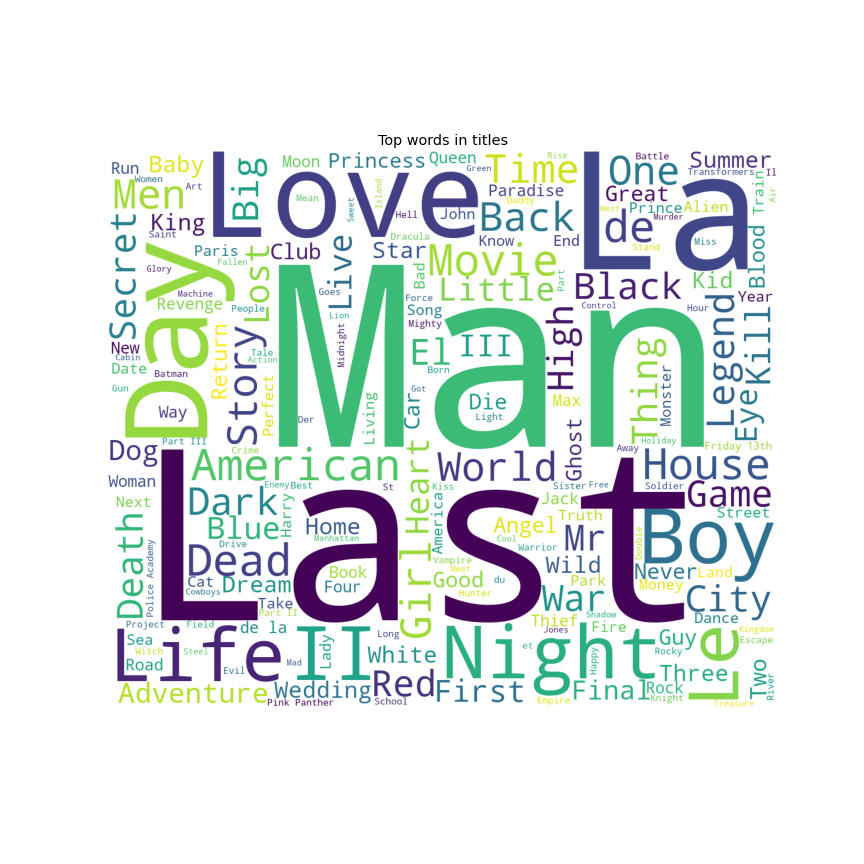 Top words in titles
Run
Women
Baby
Art
Love
Big
Moon
Princess
Queen
Green
Time
Rise
La
One
Battle
Summer
Transformers
Il
Air
Men
Mean
Island
Sweet
Hell
John
Paradise
Daddy
Great
Prince
West
Murder
Alien
Train
Secret
King
Saint
Paris
Club
Live
Star
Dracula
Back
Know
End
de
Stand
Miss
Blood
Day
Glory
Fallen
Lost
Machine
Revenge
People
Goes
Lion
Midnight
Bad
Force
Movie
Little
Part
Black
Control
Kid
Hour
Year
New
Cabin
Date
Gun
Batman
Return
Tale
Action
Story
Perfect
Man
Song
Mighty
El
III
Born
Got
High
Thing
Monster
Legend
Kill
Eye
Way
Der
Living
Car
Die
Light
Max
Ghost
Away
Holiday
Friday 13th
Dog
Part III
Crime
Woman
American
Enemy
Best
St
Heart
World
Kiss
Sister
Free
Soldier
House
Game
Street
Next
Dark
Blue
Drive
Harry
Home
Manhattan
Last
America
Angel
Jack
Truth
Cool
Warrior
Mr
Double
Boy
Death
Police Academy
Dead
Cat
Cowboys
Dream
Book
Four
Girl
Vampire
Meet
Good
Hunter
du
Wild
Park
Never
Land
Money
City
Take
Part II
Project
Field
de la
War
Thief
Shadow
Fire
Jones
Dance
Kingdom
Escape
Sea
Witch
Road
Steel
Life
Evil
II
Mad
Lady
Long
White
Night
et
Happy
Guy
Rocky
Three
Le
Two
River
Adventure
Pink Panther
Wedding
Red
School
First
Empire
Final
Rock
Knight
Treasure